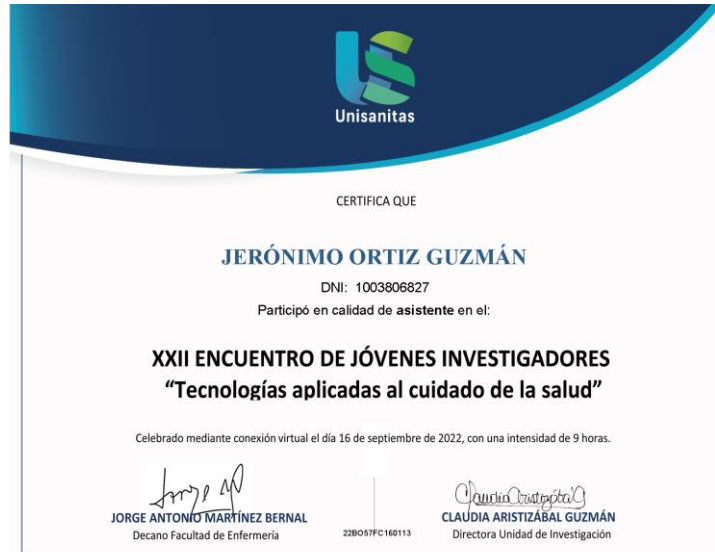 Unisanitas
CERTIFICA QUE
JERÓNIMO ORTIZ GUZMÁN
DNI: 1003806827
Participó en calidad de asistente en el:
XXII ENCUENTRO DE JÓVENES INVESTIGADORES
“Tecnologías aplicadas al cuidado de la salud”
Celebrado mediante conexión virtual el día 16 de septiembre de 2022, con una intensidad de 9 horas.
JORGE ANTONIO MARTÍNEZ BERNAL
Decano Facultad de Enfermería
22BO57FC160113
Claudia Aristizábal G
CLAUDIA ARISTIZÁBAL GUZMÁN
Directora Unidad de Investigación